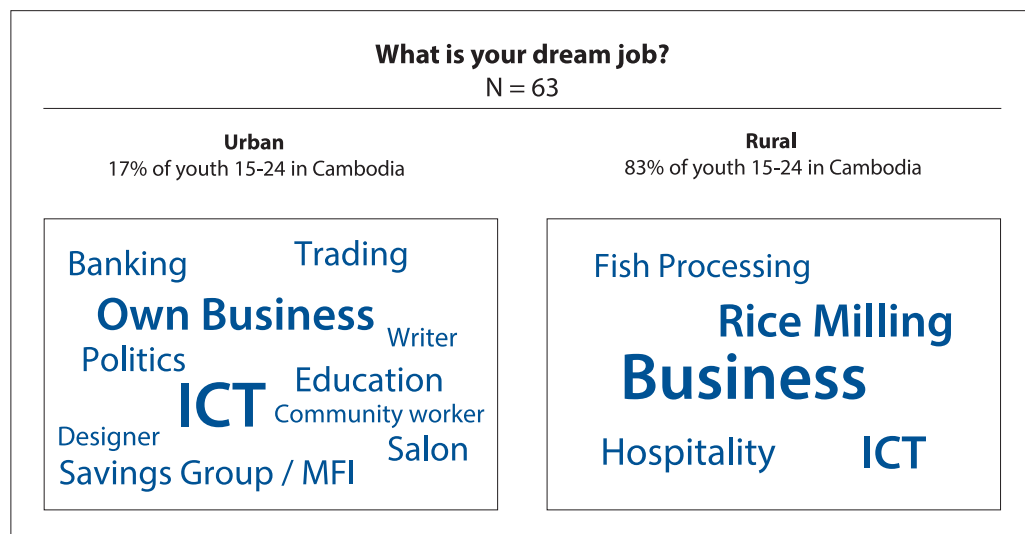 What is your dream job?
N = 63
Urban
17% of youth 15-24 in Cambodia
Banking
Trading
Own Business
Writer
Politics
Education
ICT
Community worker
Designer
Salon
Savings Group / MFI
Rural
83% of youth 15-24 in Cambodia
Fish Processing
Rice Milling
Business
Hospitality
ICT